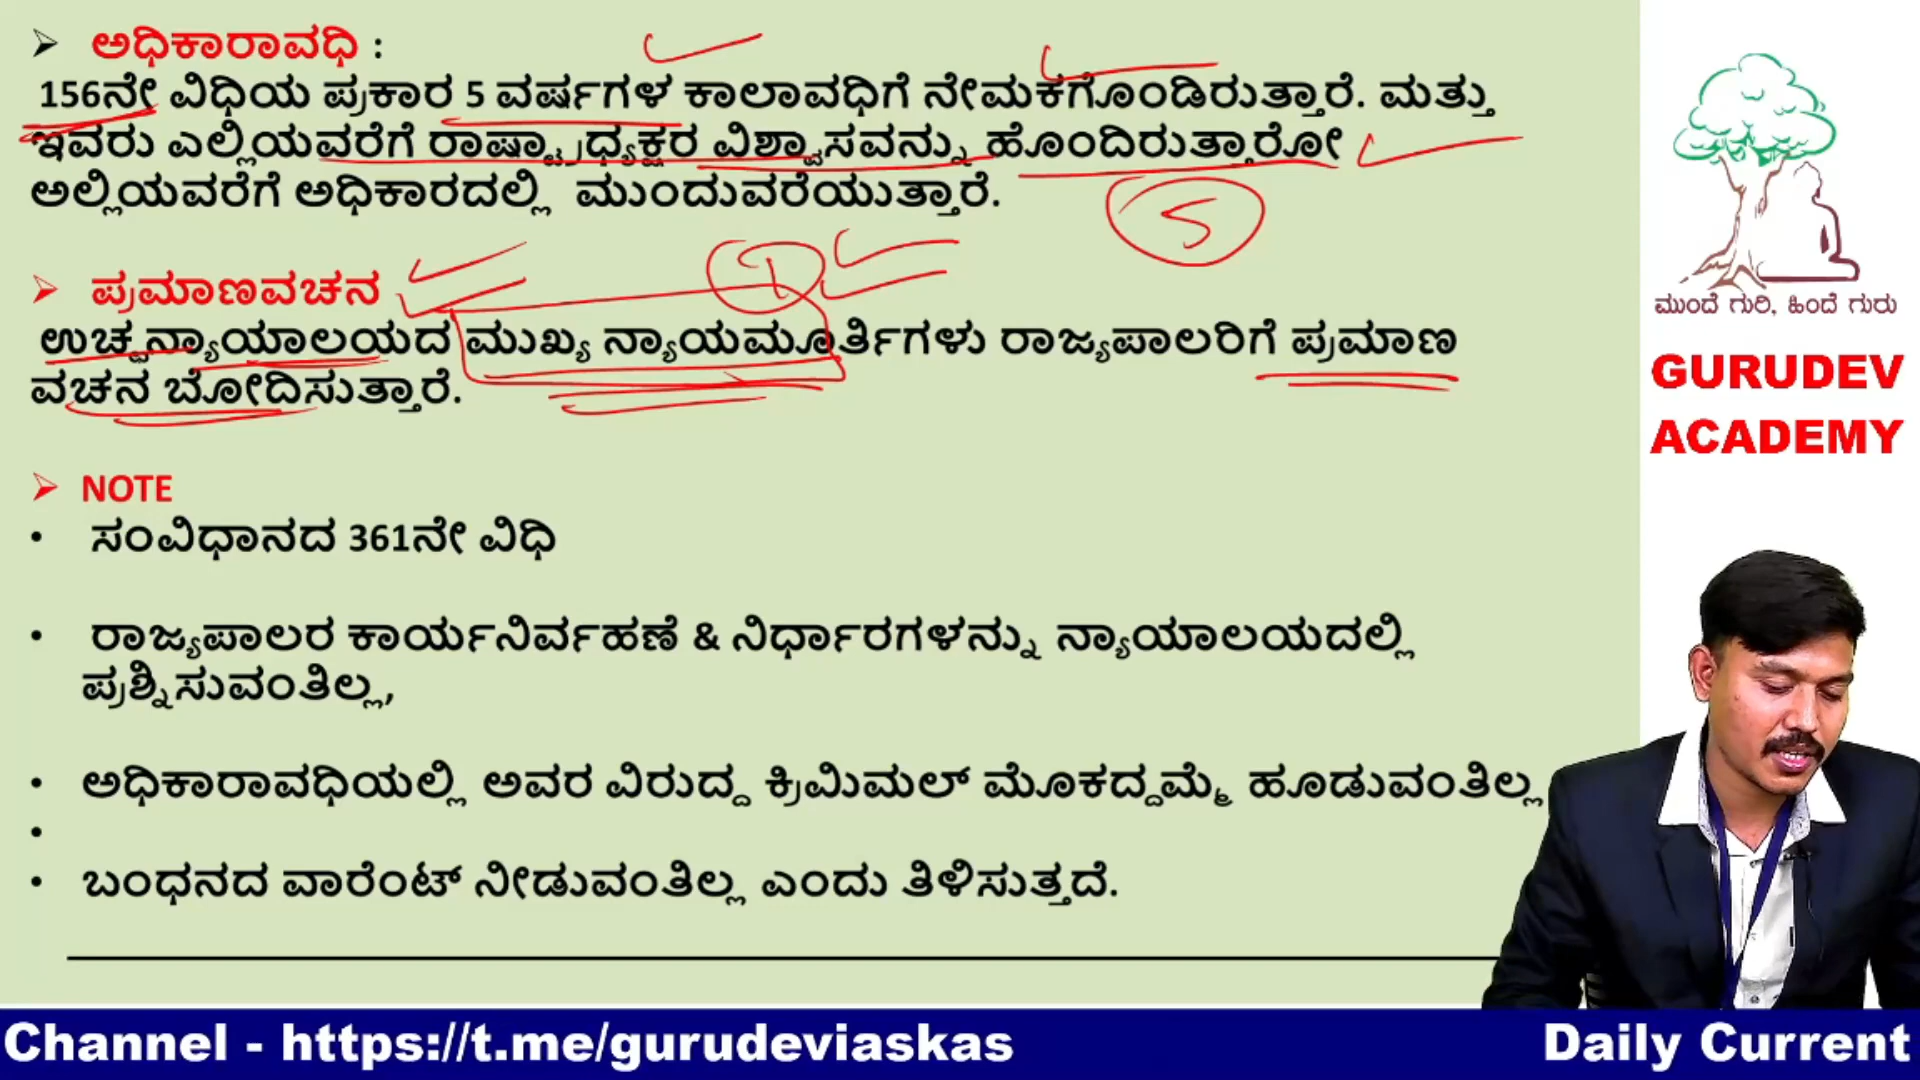 ➢ ಅಧಿಕಾರಾವಧಿ :
156ನೇ ವಿಧಿಯ ಪ್ರಕಾರ 5 ವರ್ಷಗಳ ಕಾಲಾವಧಿಗೆ ನೇಮಕಗೊಂಡಿರುತ್ತಾರೆ. ಮತ್ತು
ಇವರು ಎಲ್ಲಿಯವರೆಗೆ ರಾಷ್ಟ್ರಾಧ್ಯಕ್ಷರ ವಿಶ್ವಾಸವನ್ನು ಹೊಂದಿರುತ್ತಾರೋ
ಅಲ್ಲಿಯವರೆಗೆ ಅಧಿಕಾರದಲ್ಲಿ ಮುಂದುವರೆಯುತ್ತಾರೆ.
5
1
➢ ಪ್ರಮಾಣವಚನ
ಉಚ್ಚನ್ಯಾಯಾಲಯದ ಮುಖ್ಯ ನ್ಯಾಯಮೂರ್ತಿಗಳು ರಾಜ್ಯಪಾಲರಿಗೆ ಪ್ರಮಾಣ
ವಚನ ಬೋದಿಸುತ್ತಾರೆ.
➢ NOTE
• ಸಂವಿಧಾನದ 361ನೇ ವಿಧಿ
• ರಾಜ್ಯಪಾಲರ ಕಾರ್ಯನಿರ್ವಹಣೆ & ನಿರ್ಧಾರಗಳನ್ನು ನ್ಯಾಯಾಲಯದಲ್ಲಿ
ಪ್ರಶ್ನಿಸುವಂತಿಲ್ಲ,
• ಅಧಿಕಾರಾವಧಿಯಲ್ಲಿ ಅವರ ವಿರುದ್ದ ಕ್ರಿಮಿಮಲ್ ಮೊಕದ್ದಮ್ಮೆ ಹೂಡುವಂತಿಲ್ಲ
•
• ಬಂಧನದ ವಾರೆಂಟ್ ನೀಡುವಂತಿಲ್ಲ ಎಂದು ತಿಳಿಸುತ್ತದೆ.
ಮುಂದೆ ಗುರಿ, ಹಿಂದೆ ಗುರು
GURUDEV
ACADEMY
Channel - https://t.me/gurudeviaskas
Daily Current